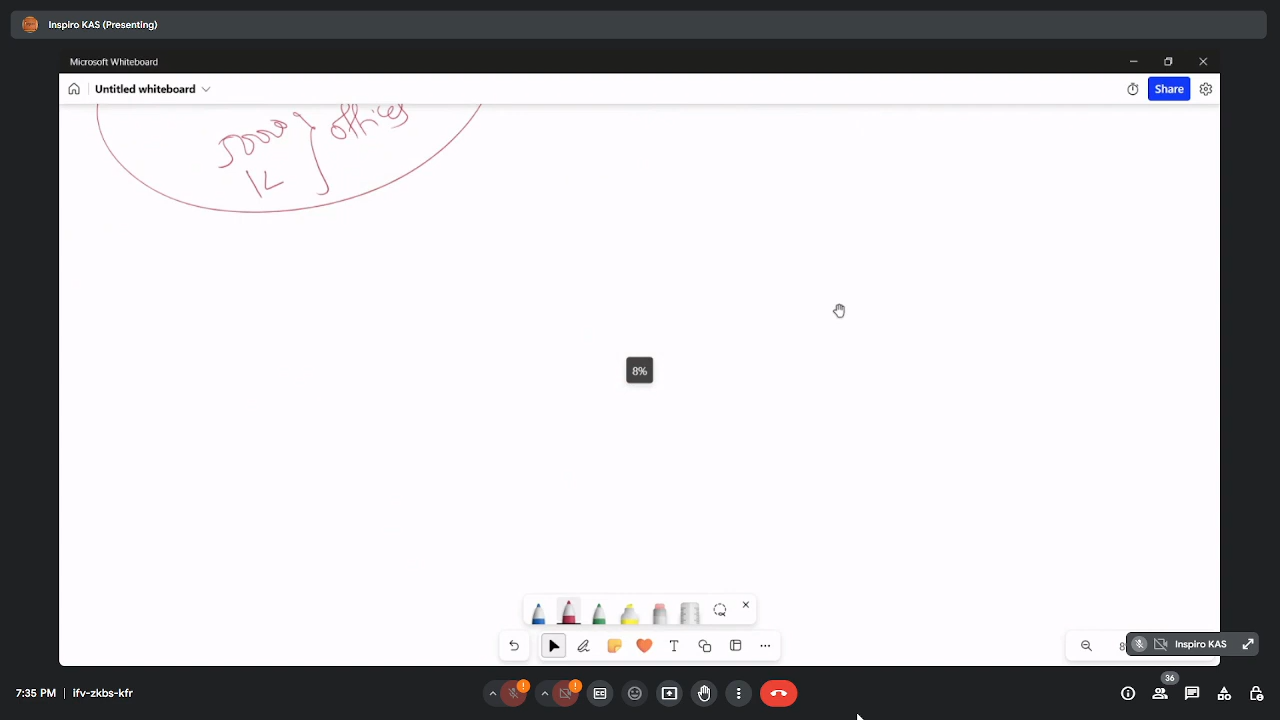 Inspiro KAS (Presenting)
Microsoft Whiteboard
Untitled whiteboard
Share
offices
50000
1L
8%
Inspiro KAS
36
7:35 PM | ifv-zkbs-kfr